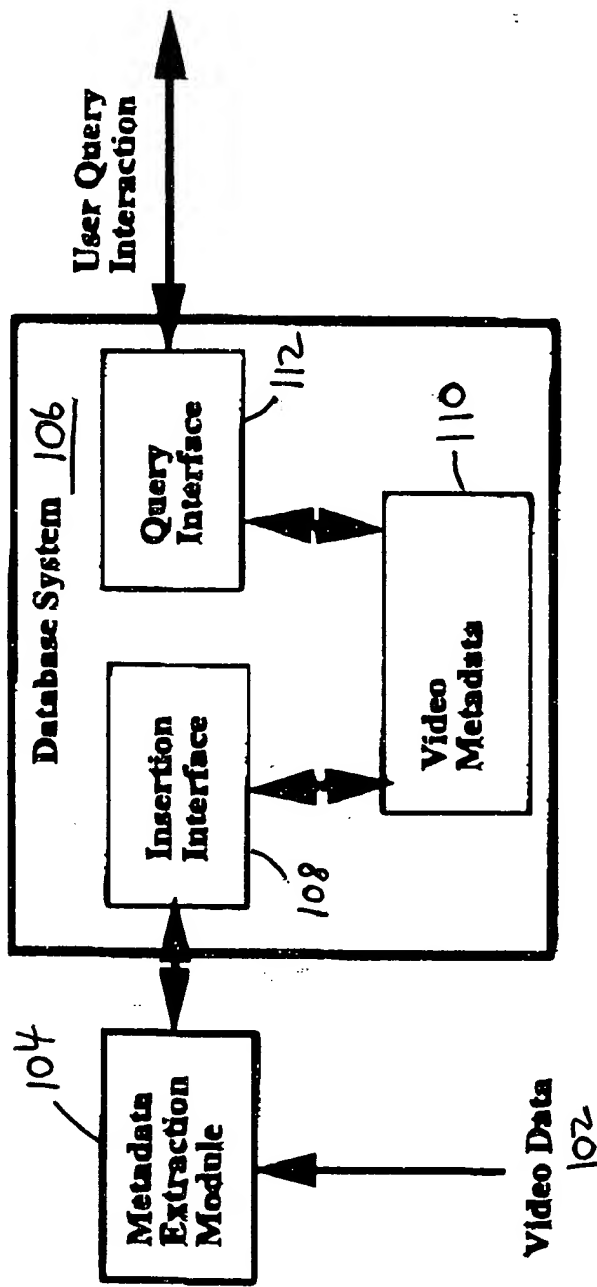 Database System 106
User Query
Interaction
104
Metadata
Extraction
Module
Insertion
Interface
108
Query
Interface
112
Video
Metadata
110
Video Data
102